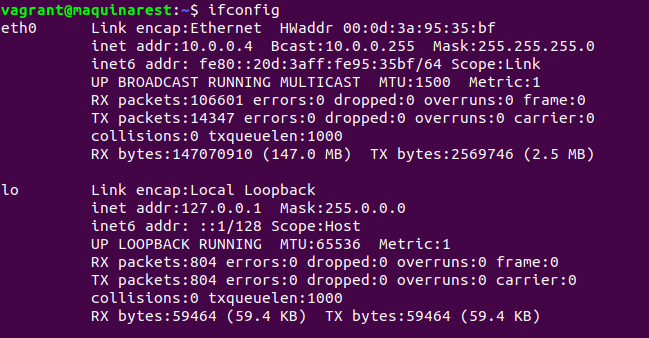 vagrant@maquinarest:~$ ifconfig
eth0      Link encap:Ethernet  HWaddr 00:0d:3a:95:35:bf
          inet addr:10.0.0.4  Bcast:10.0.0.255  Mask:255.255.255.0
          inet6 addr: fe80::20d:3aff:fe95:35bf/64 Scope:Link
          UP BROADCAST RUNNING MULTICAST  MTU:1500  Metric:1
          RX packets:106601 errors:0 dropped:0 overruns:0 frame:0
          TX packets:14347 errors:0 dropped:0 overruns:0 carrier:0
          collisions:0 txqueuelen:1000
          RX bytes:147070910 (147.0 MB)  TX bytes:2569746 (2.5 MB)

lo        Link encap:Local Loopback
          inet addr:127.0.0.1  Mask:255.0.0.0
          inet6 addr: ::1/128 Scope:Host
          UP LOOPBACK RUNNING  MTU:65536  Metric:1
          RX packets:804 errors:0 dropped:0 overruns:0 frame:0
          TX packets:804 errors:0 dropped:0 overruns:0 carrier:0
          collisions:0 txqueuelen:1000
          RX bytes:59464 (59.4 KB)  TX bytes:59464 (59.4 KB)